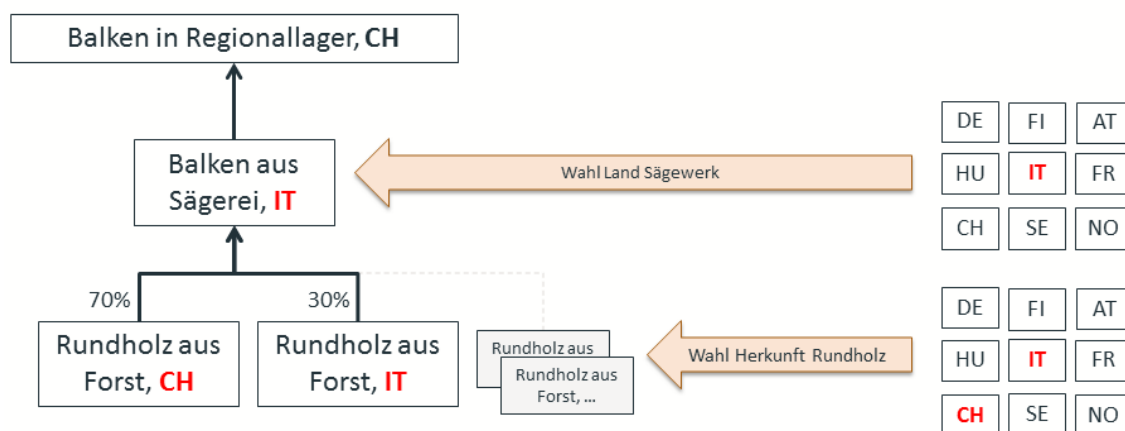 Balken in Regionallager, CH
Balken aus
Sägerei, IT
Wahl Land Sägewerk
DE FI AT
HU IT FR
CH SE NO
70% 30%
Rundholz aus
Forst, CH
Rundholz aus
Forst, IT
Rundholz aus
Rundholz aus
Forst, ...
Wahl Herkunft Rundholz
DE FI AT
HU IT FR
CH SE NO